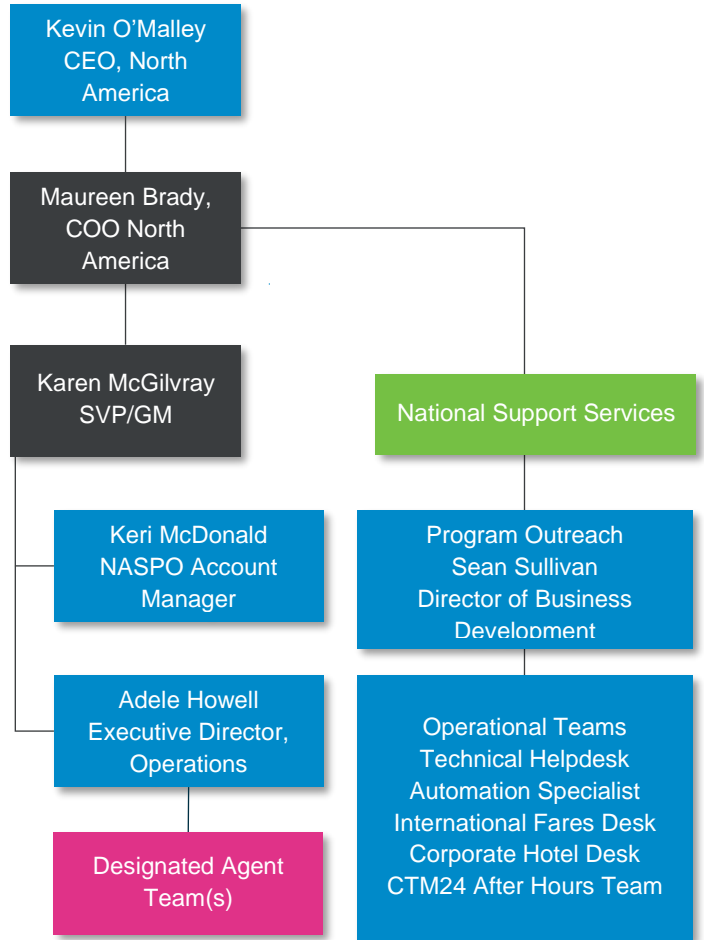 Kevin O’Malley
CEO, North
America
Maureen Brady,
COO North
America
Karen McGilvray
SVP/GM
National Support Services
Keri McDonald
NASPO Account
Manager
Program Outreach
Sean Sullivan
Director of Business
Development
Adele Howell
Executive Director,
Operations
Operational Teams
Technical Helpdesk
Automation Specialist
International Fares Desk
Corporate Hotel Desk
CTM24 After Hours Team
Designated Agent
Team(s)